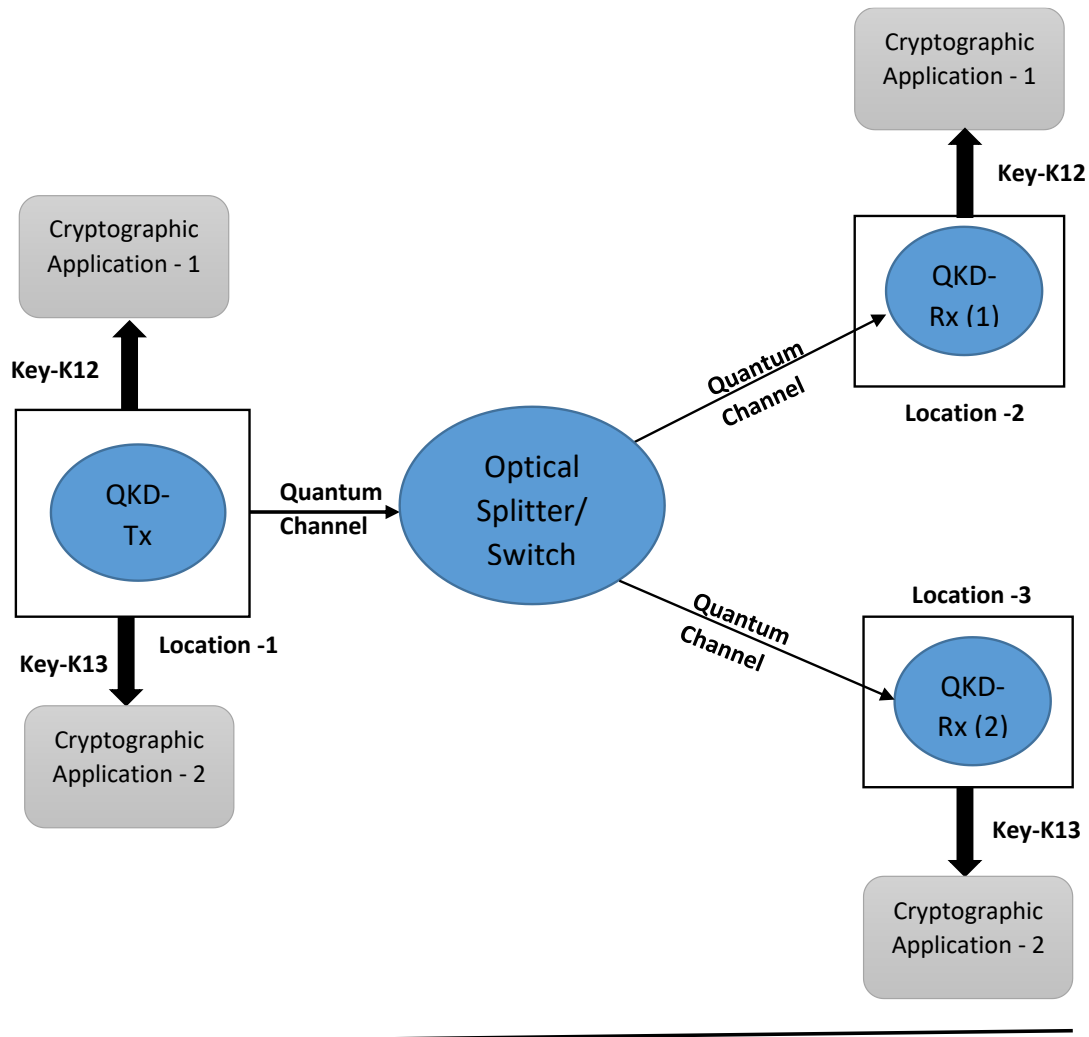 Cryptographic
Application - 1
Key-K12
Cryptographic
Application - 1
Key-K12
QKD-
Rx (1)
Location -2
QKD-
Tx
Location -1
Quantum
Channel
Optical
Splitter/
Switch
Quantum
Channel
Quantum
Channel
Location -3
QKD-
Rx (2)
Key-K13
Cryptographic
Application - 2
Key-K13
Cryptographic
Application - 2